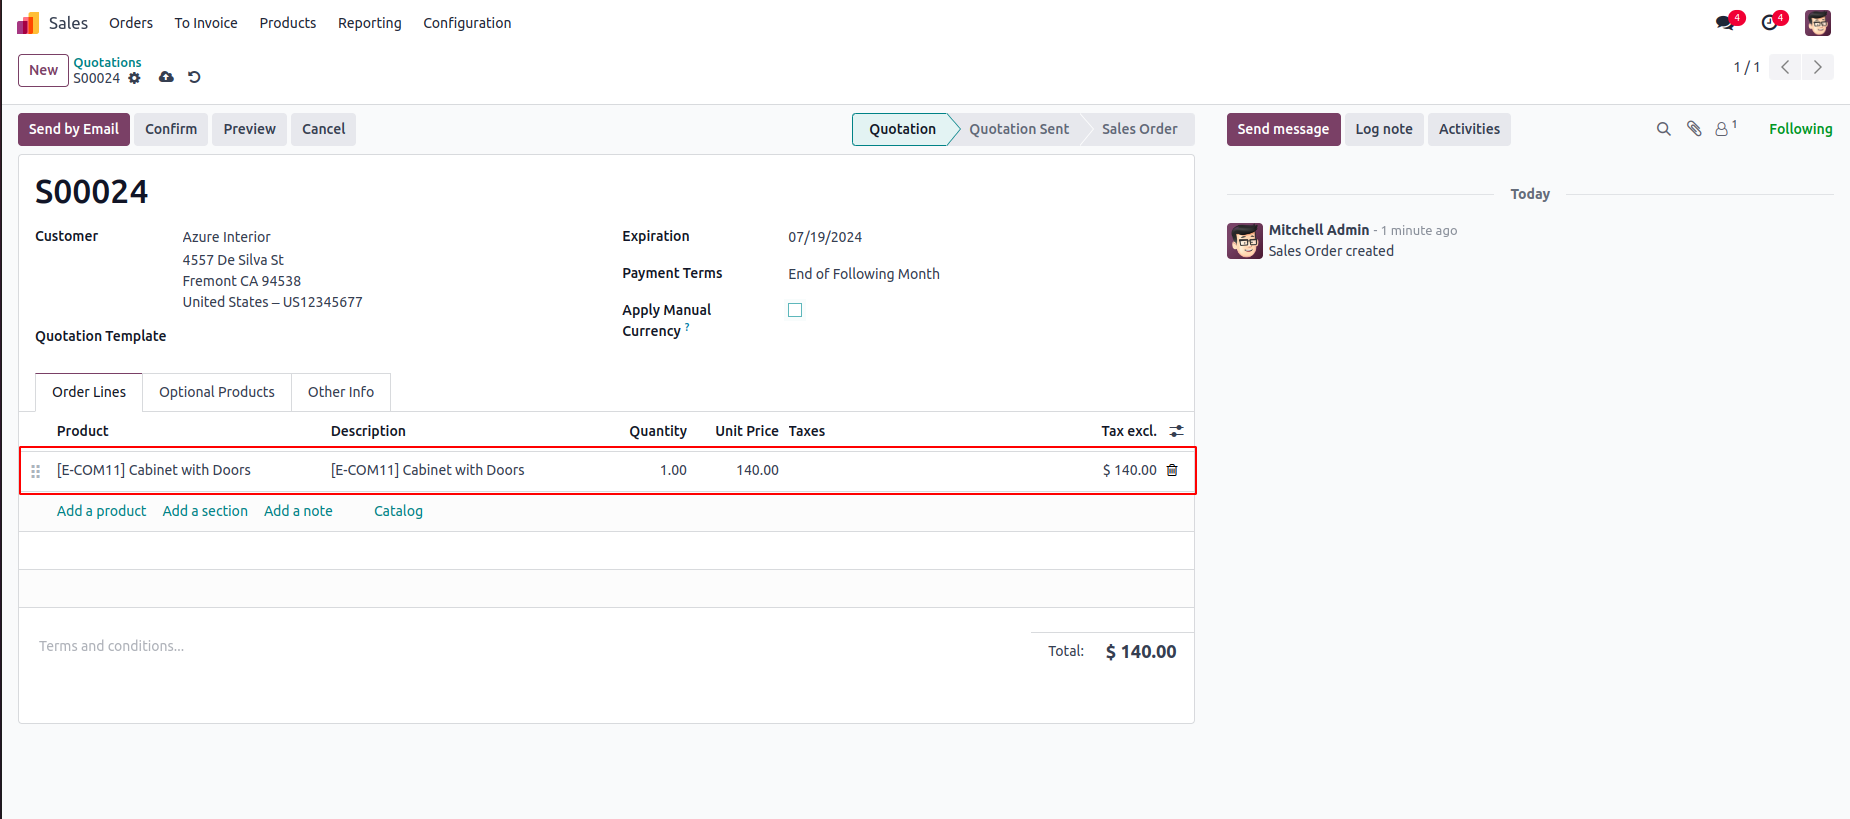 Sales Orders To Invoice Products Reporting Configuration 4 4
New Quotations
S00024
1 / 1
Send by Email Confirm Preview Cancel Quotation Quotation Sent Sales Order
Send message Log note Activities 1 Following
S00024
Customer Azure Interior
4557 De Silva St
Fremont CA 94538
United States – US12345677
Quotation Template
Expiration 07/19/2024
Payment Terms End of Following Month
Apply Manual
Currency ?
Order Lines Optional Products Other Info
Product Description Quantity Unit Price Taxes Tax excl.
[E-COM11] Cabinet with Doors [E-COM11] Cabinet with Doors 1.00 140.00 $ 140.00
Add a product Add a section Add a note Catalog
Terms and conditions...
Total: $ 140.00
Today
Mitchell Admin - 1 minute ago
Sales Order created